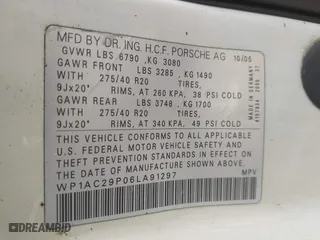 MFD BY DR. ING. H.C.F. PORSCHE AG 10/05
GVWR LBS 6790 ,KG 3080
GAWR FRONT LBS 3285 ,KG 1490
WITH 275/40 R20 TIRES,
9Jx20" RIMS, AT 260 KPA, 38 PSI COLD
GAWR REAR LBS 3748 ,KG 1700
WITH 275/40 R20 TIRES,
9Jx20" RIMS, AT 340 KPA, 49 PSI COLD
THIS VEHICLE CONFORMS TO ALL APPLICABLE
U.S. FEDERAL MOTOR VEHICLE SAFETY AND
THEFT PREVENTION STANDARDS IN EFFECT ON
THE DATE OF MANUFACTURE SHOWN ABOVE
WP1AC29P06LA91297 MPV
MADE IN GERMANY
DCAUTOFACTS.COM